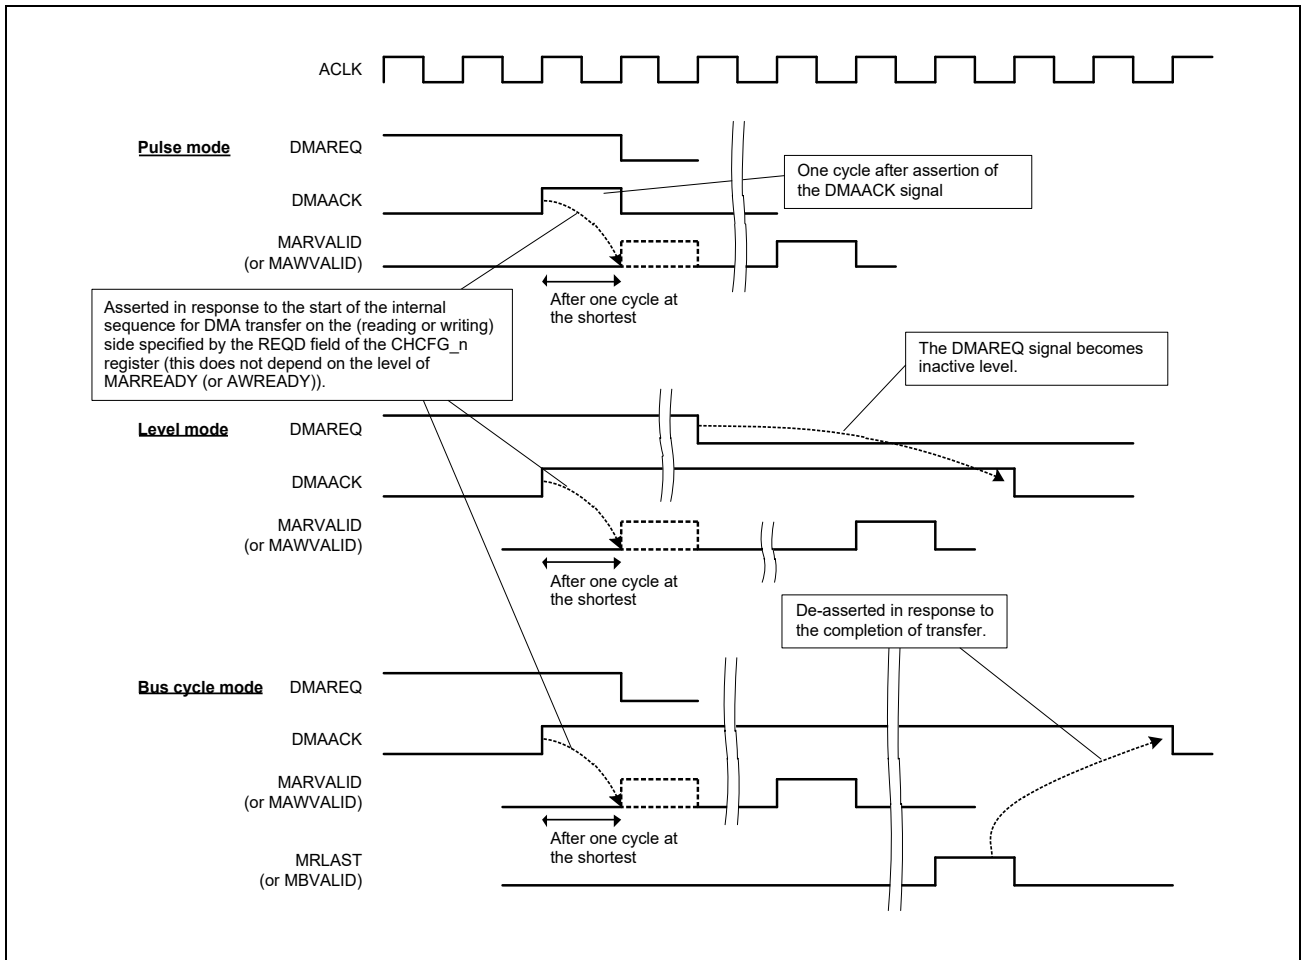 ACLK
Pulse mode
DMAREQ
DMAACK
MARVALID
(or MAWVALID)
One cycle after assertion of
the DMAACK signal
After one cycle at
the shortest
Asserted in response to the start of the internal
sequence for DMA transfer on the (reading or writing)
side specified by the REQD field of the CHCFG_n
register (this does not depend on the level of
MARREADY (or AWREADY)).
The DMAREQ signal becomes
inactive level.
Level mode
DMAREQ
DMAACK
MARVALID
(or MAWVALID)
After one cycle at
the shortest
De-asserted in response to
the completion of transfer.
Bus cycle mode
DMAREQ
DMAACK
MARVALID
(or MAWVALID)
After one cycle at
the shortest
MRLAST
(or MBVALID)